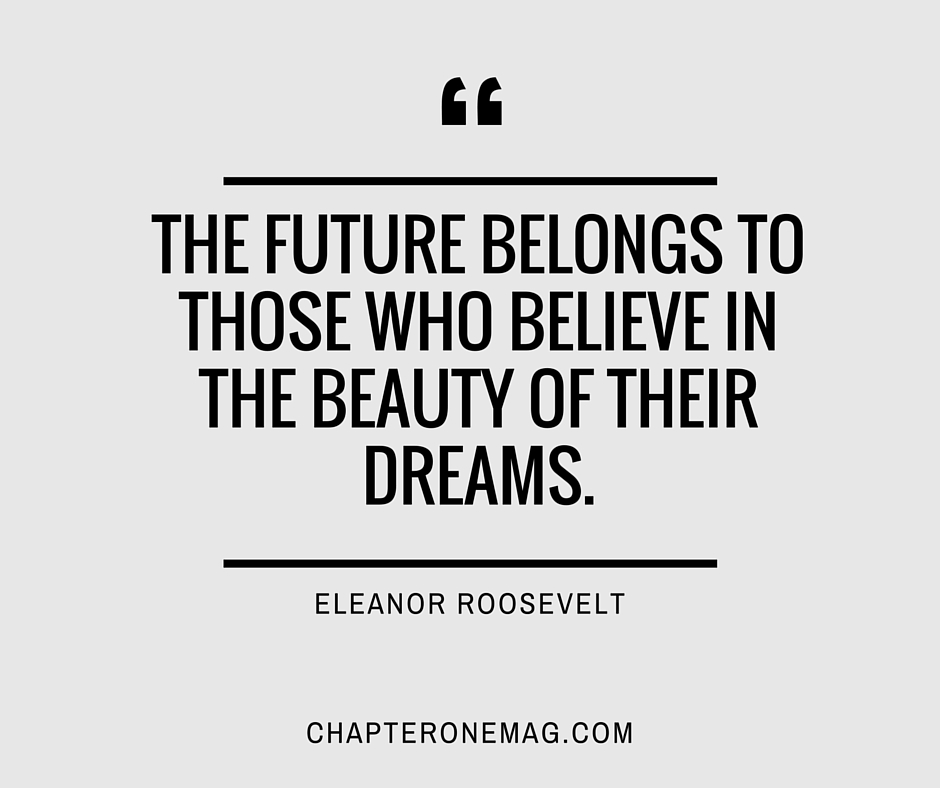 “
THE FUTURE BELONGS TO
THOSE WHO BELIEVE IN
THE BEAUTY OF THEIR
DREAMS.
ELEANOR ROOSEVELT
CHAPTERONEMAG.COM